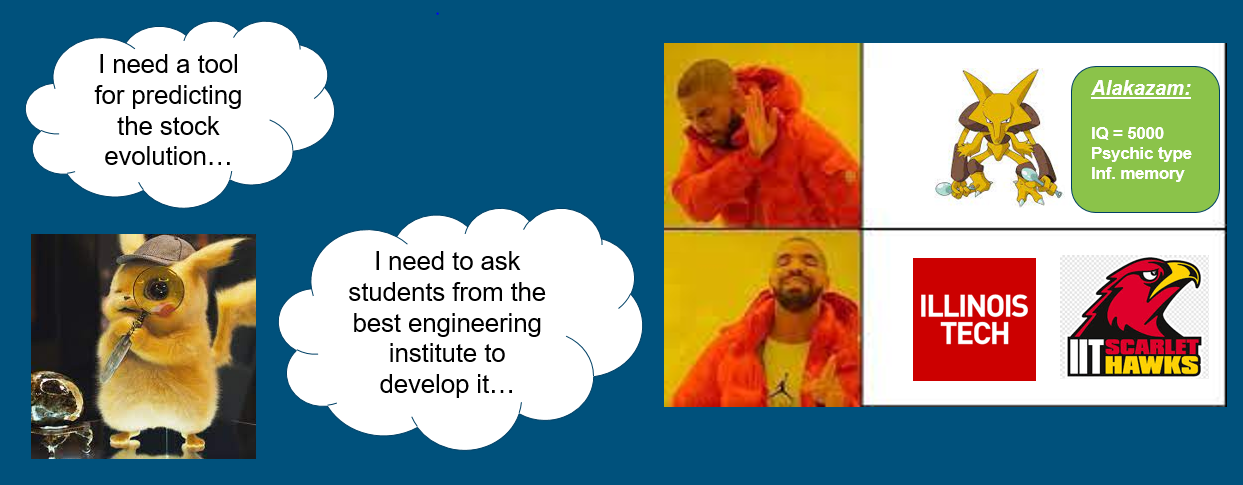 I need a tool
for predicting
the stock
evolution…
I need to ask
students from the
best engineering
institute to
develop it…
Alakazam:
IQ = 5000
Psychic type
Inf. memory
ILLINOIS
TECH
IIT SCARLET
HAWKS